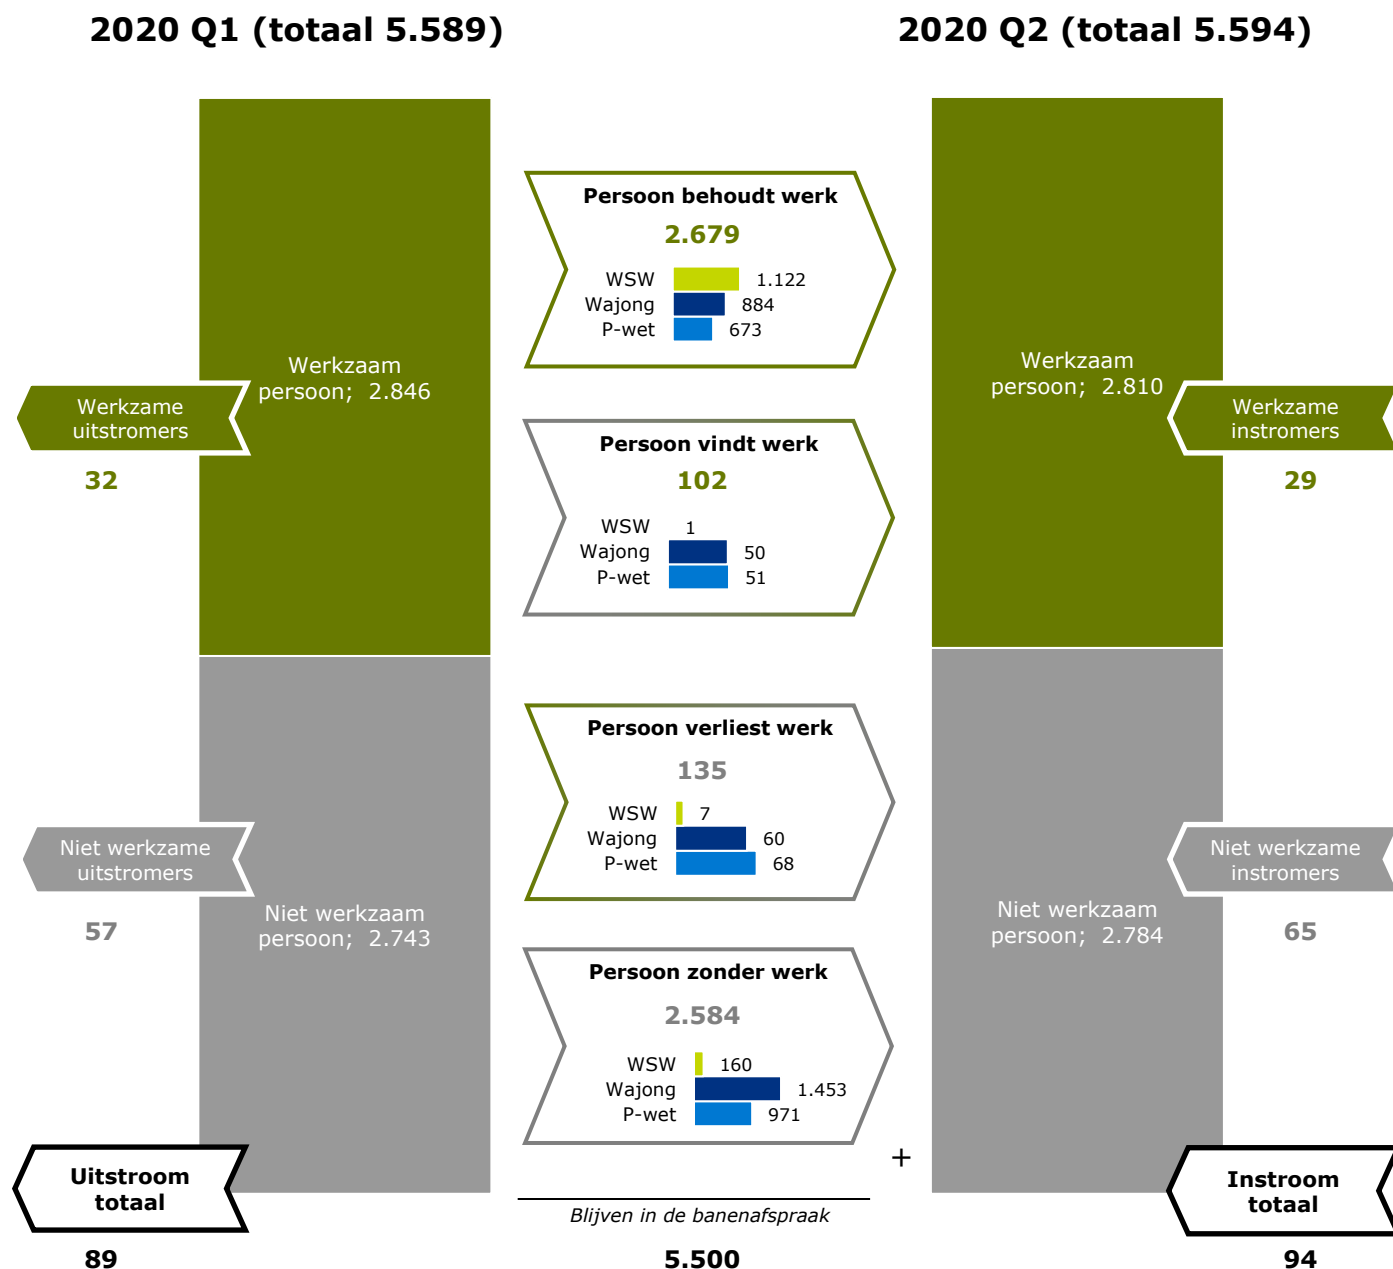 2020 Q1 (totaal 5.589)
2020 Q2 (totaal 5.594)
Persoon behoudt werk
2.679
WSW 1.122
Wajong 884
P-wet 673
Werkzaam
persoon; 2.846
Werkzaam
persoon; 2.810
Werkzame
uitstromers
32
Werkzame
instromers
29
Persoon vindt werk
102
WSW 1
Wajong 50
P-wet 51
Persoon verliest werk
135
WSW 7
Wajong 60
P-wet 68
Niet werkzame
uitstromers
57
Niet werkzame
instromers
65
Niet werkzaam
persoon; 2.743
Niet werkzaam
persoon; 2.784
Persoon zonder werk
2.584
WSW 160
Wajong 1.453
P-wet 971
+
Uitstroom
totaal
89
Blijven in de banenafspraak
5.500
Instroom
totaal
94